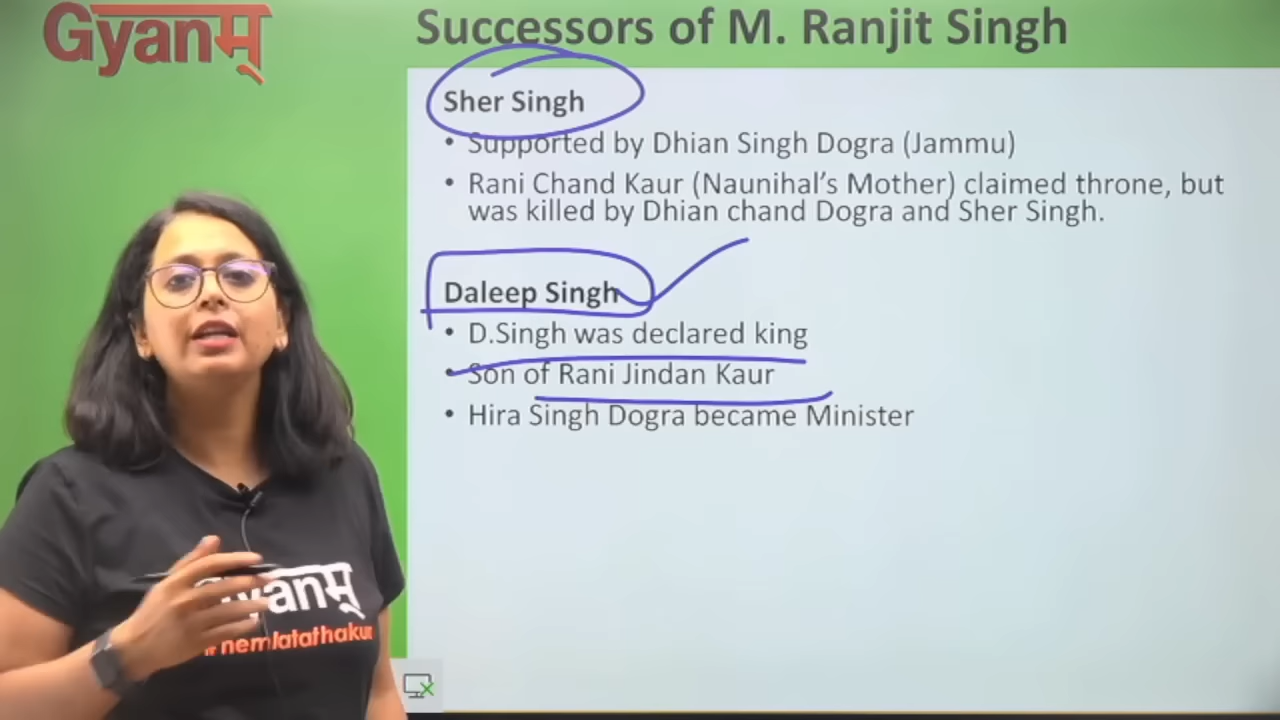 Gyanम्
Successors of M. Ranjit Singh
Sher Singh
• Supported by Dhian Singh Dogra (Jammu)
• Rani Chand Kaur (Naunihal’s Mother) claimed throne, but
was killed by Dhian chand Dogra and Sher Singh.
Daleep Singh
• D.Singh was declared king
• Son of Rani Jindan Kaur
• Hira Singh Dogra became Minister
Gyanम्
#hemlatathakur